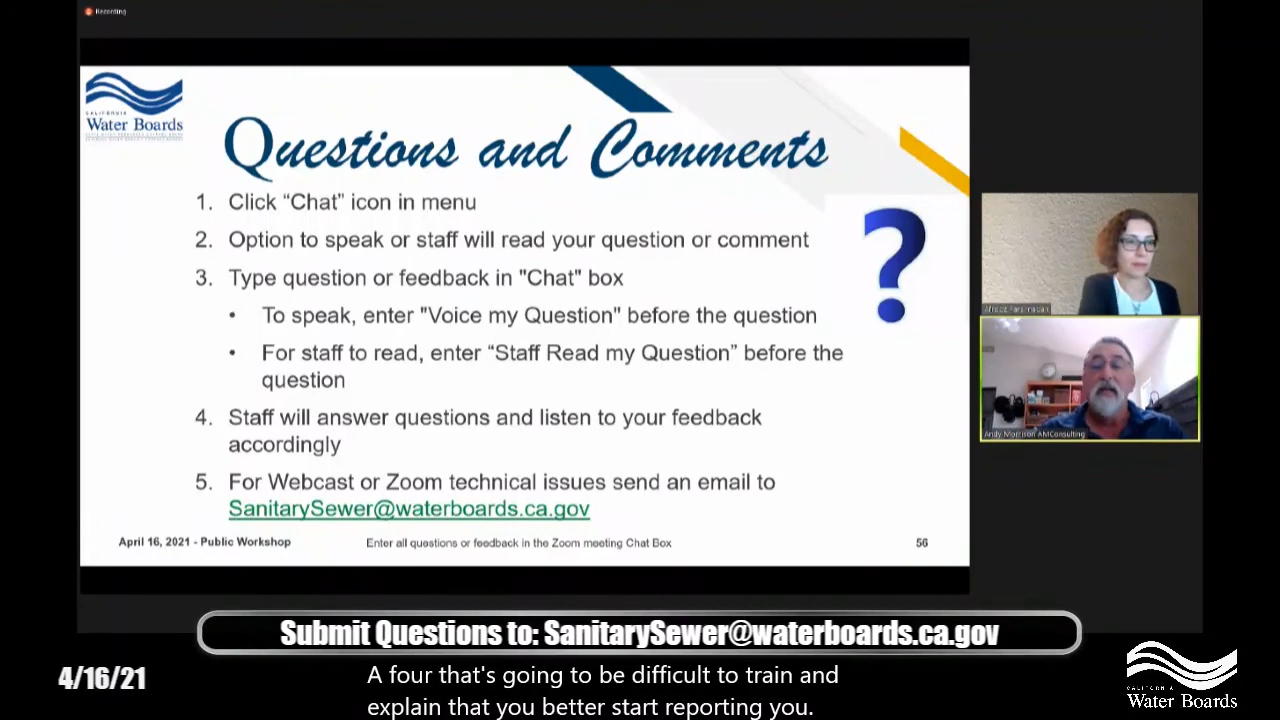 Recording
CALIFORNIA
Water Boards
Questions and Comments
1. Click “Chat” icon in menu
2. Option to speak or staff will read your question or comment
3. Type question or feedback in "Chat" box
• To speak, enter "Voice my Question" before the question
• For staff to read, enter “Staff Read my Question” before the
question
4. Staff will answer questions and listen to your feedback
accordingly
5. For Webcast or Zoom technical issues send an email to
SanitarySewer@waterboards.ca.gov
April 16, 2021 - Public Workshop
Enter all questions or feedback in the Zoom meeting Chat Box
56
Andy Morrison AMConsulting
Submit Questions to: SanitarySewer@waterboards.ca.gov
4/16/21
A four that's going to be difficult to train and
explain that you better start reporting you.
CALIFORNIA
Water Boards